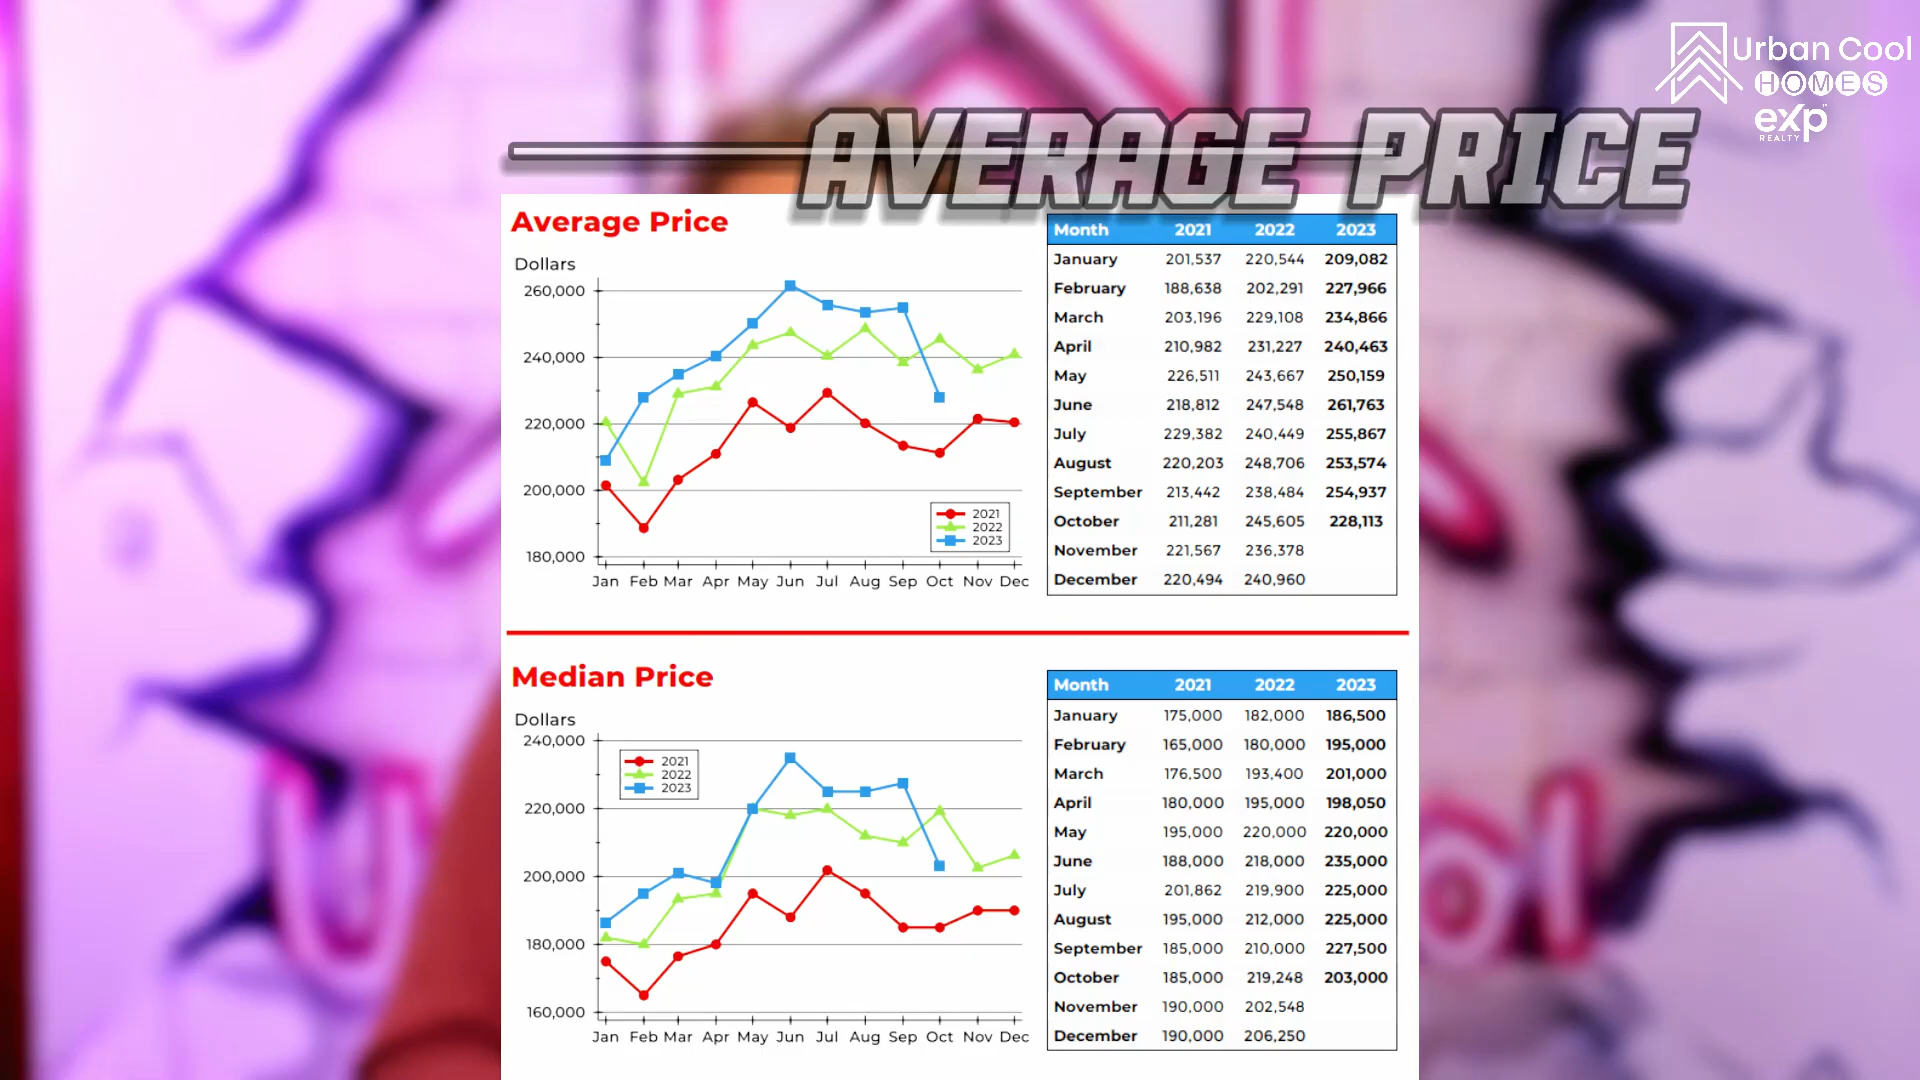 Urban Cool
HOMES
eXp
REALTY
AVERAGE PRICE
Average Price
Dollars
260,000
240,000
220,000
200,000
180,000
2021
2022
2023
Jan Feb Mar Apr May Jun Jul Aug Sep Oct Nov Dec
Month 2021 2022 2023
January 201,537 220,544 209,082
February 188,638 202,291 227,966
March 203,196 229,108 234,866
April 210,982 231,227 240,463
May 226,511 243,667 250,159
June 218,812 247,548 261,763
July 229,382 240,449 255,867
August 220,203 248,706 253,574
September 213,442 238,484 254,937
October 211,281 245,605 228,113
November 221,567 236,378
December 220,494 240,960
Median Price
Dollars
240,000
220,000
200,000
180,000
160,000
2021
2022
2023
Jan Feb Mar Apr May Jun Jul Aug Sep Oct Nov Dec
Month 2021 2022 2023
January 175,000 182,000 186,500
February 165,000 180,000 195,000
March 176,500 193,400 201,000
April 180,000 195,000 198,050
May 195,000 220,000 220,000
June 188,000 218,000 235,000
July 201,862 219,900 225,000
August 195,000 212,000 225,000
September 185,000 210,000 227,500
October 185,000 219,248 203,000
November 190,000 202,548
December 190,000 206,250